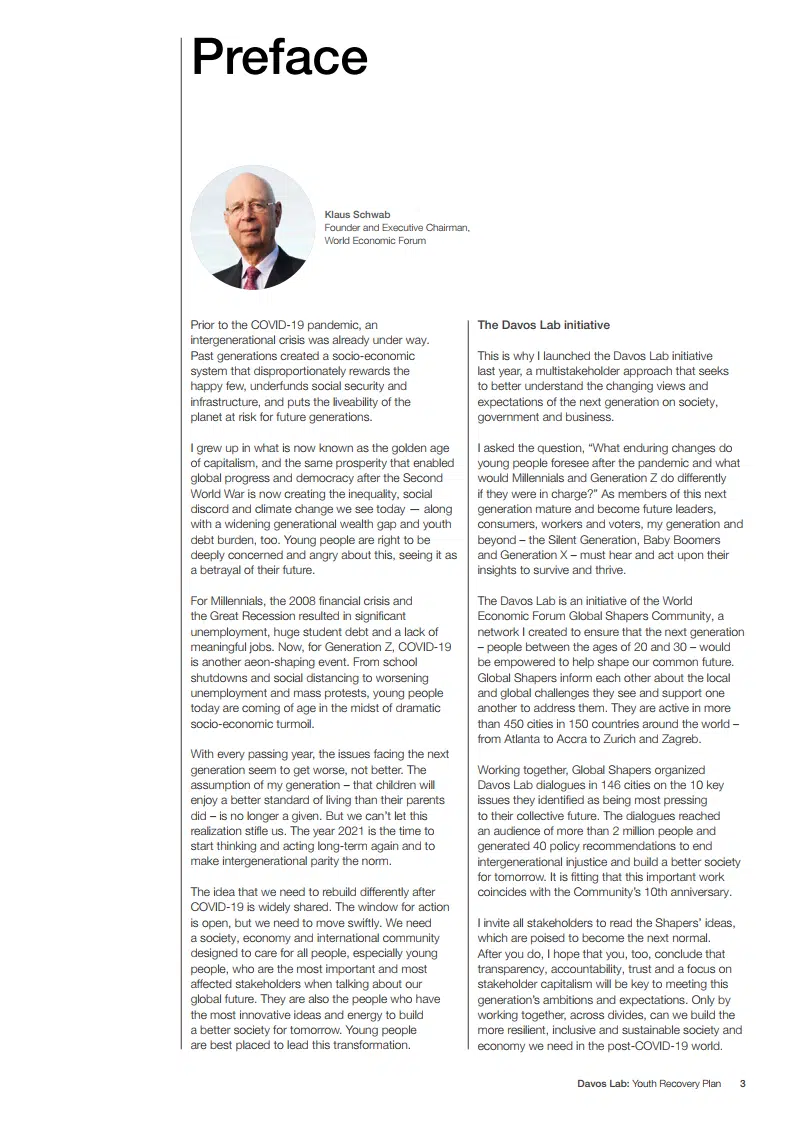 Preface
Klaus Schwab
Founder and Executive Chairman,
World Economic Forum
Prior to the COVID-19 pandemic, an
intergenerational crisis was already under way.
Past generations created a socio-economic
system that disproportionately rewards the
happy few, underfunds social security and
infrastructure, and puts the liveability of the
planet at risk for future generations.
I grew up in what is now known as the golden age
of capitalism, and the same prosperity that enabled
global progress and democracy after the Second
World War is now creating the inequality, social
discord and climate change we see today — along
with a widening generational wealth gap and youth
debt burden, too. Young people are right to be
deeply concerned and angry about this, seeing it as
a betrayal of their future.
For Millennials, the 2008 financial crisis and
the Great Recession resulted in significant
unemployment, huge student debt and a lack of
meaningful jobs. Now, for Generation Z, COVID-19
is another aeon-shaping event. From school
shutdowns and social distancing to worsening
unemployment and mass protests, young people
today are coming of age in the midst of dramatic
socio-economic turmoil.
With every passing year, the issues facing the next
generation seem to get worse, not better. The
assumption of my generation – that children will
enjoy a better standard of living than their parents
did – is no longer a given. But we can't let this
realization stifle us. The year 2021 is the time to
start thinking and acting long-term again and to
make intergenerational parity the norm.
The idea that we need to rebuild differently after
COVID-19 is widely shared. The window for action
is open, but we need to move swiftly. We need
a society, economy and international community
designed to care for all people, especially young
people, who are the most important and most
affected stakeholders when talking about our
global future. They are also the people who have
the most innovative ideas and energy to build
a better society for tomorrow. Young people
are best placed to lead this transformation.
The Davos Lab initiative
This is why I launched the Davos Lab initiative
last year, a multistakeholder approach that seeks
to better understand the changing views and
expectations of the next generation on society,
government and business.
I asked the question, “What enduring changes do
young people foresee after the pandemic and what
would Millennials and Generation Z do differently
if they were in charge?” As members of this next
generation mature and become future leaders,
consumers, workers and voters, my generation and
beyond – the Silent Generation, Baby Boomers
and Generation X – must hear and act upon their
insights to survive and thrive.
The Davos Lab is an initiative of the World
Economic Forum Global Shapers Community, a
network I created to ensure that the next generation
– people between the ages of 20 and 30 – would
be empowered to help shape our common future.
Global Shapers inform each other about the local
and global challenges they see and support one
another to address them. They are active in more
than 450 cities in 150 countries around the world –
from Atlanta to Accra to Zurich and Zagreb.
Working together, Global Shapers organized
Davos Lab dialogues in 146 cities on the 10 key
issues they identified as being most pressing
to their collective future. The dialogues reached
an audience of more than 2 million people and
generated 40 policy recommendations to end
intergenerational injustice and build a better society
for tomorrow. It is fitting that this important work
coincides with the Community's 10th anniversary.
I invite all stakeholders to read the Shapers' ideas,
which are poised to become the next normal.
After you do, I hope that you, too, conclude that
transparency, accountability, trust and a focus on
stakeholder capitalism will be key to meeting this
generation's ambitions and expectations. Only by
working together, across divides, can we build the
more resilient, inclusive and sustainable society and
economy we need in the post-COVID-19 world.
Davos Lab: Youth Recovery Plan 3